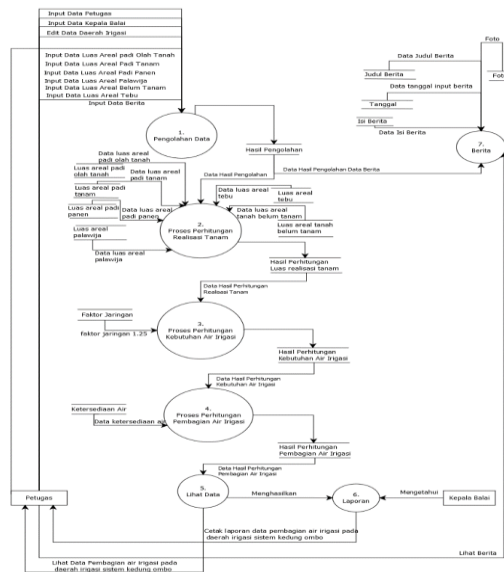 Input Data Petugas
Input Data Kepala Balai
Edit Data Daerah Irigasi
Input Data Luas Areal padi Olah Tanah
Input Data Luas Areal Padi Tanam
Input Data Luas Areal Padi Panen
Input Data Luas Areal Palawija
Input Data Luas Areal Belum Tanam
Input Data Luas Areal Tebu
Input Data Berita
Foto
Data Judul Berita
Judul Berita
Foto
Data tanggal input berita
Tanggal
Isi Berita
Data Isi Berita
7.
Berita
1.
Pengolahan Data
Hasil Pengolahan
Data Hasil Pengolahan
Data Hasil Pengolahan Data Berita
Data luas areal
padi olah tanah
Luas areal padi
olah tanah
Data luas areal
padi tanam
Luas areal padi
tanam
Luas areal padi
panen
Data luas areal
padi panen
Luas areal
palawija
Data luas areal
palawija
Data luas areal
tebu
Luas areal
tebu
Data luas areal
tanah belum tanam
Luas areal tanah
belum tanam
2.
Proses Perhitungan
Realisasi Tanam
Hasil Perhitungan
Luas realisasi tanam
Data Hasil Perhitungan
Realisasi Tanam
Faktor Jaringan
faktor jaringan 1.25
3.
Proses Perhitungan
Kebutuhan Air Irigasi
Hasil Perhitungan
Kebutuhan Air Irigasi
Data Hasil Perhitungan
Kebutuhan Air Irigasi
Ketersediaan Air
Data ketersediaan air
4.
Proses Perhitungan
Pembagian Air Irigasi
Hasil Perhitungan
Pembagian Air Irigasi
Data Hasil Perhitungan
Pembagian Air Irigasi
Petugas
5.
Lihat Data
Menghasilkan
6.
Laporan
Mengetahui
Kepala Balai
Cetak laporan data pembagian air irigasi pada
daerah irigasi sistem kedung ombo
Lihat Berita
Lihat Data Pembagian air irigasi pada
daerah irigasi sistem kedung ombo